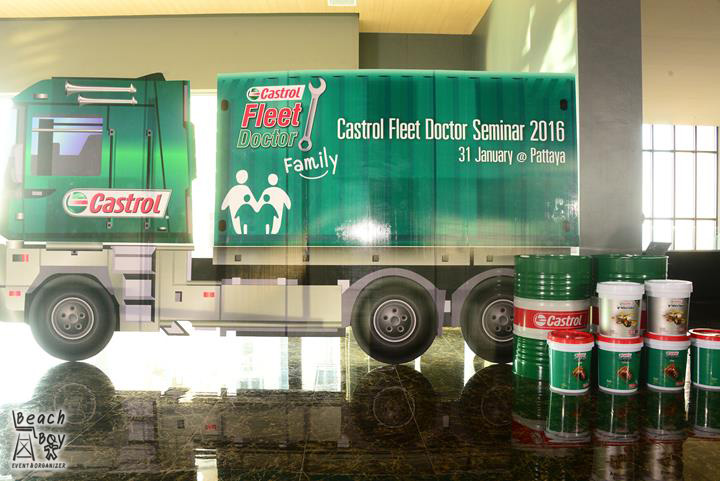 Castrol
Fleet
Doctor
Family
Castrol Fleet Doctor Seminar 2016
31 January @ Pattaya
Castrol
Castrol
Beach
Boy
EVENT & ORGANIZER